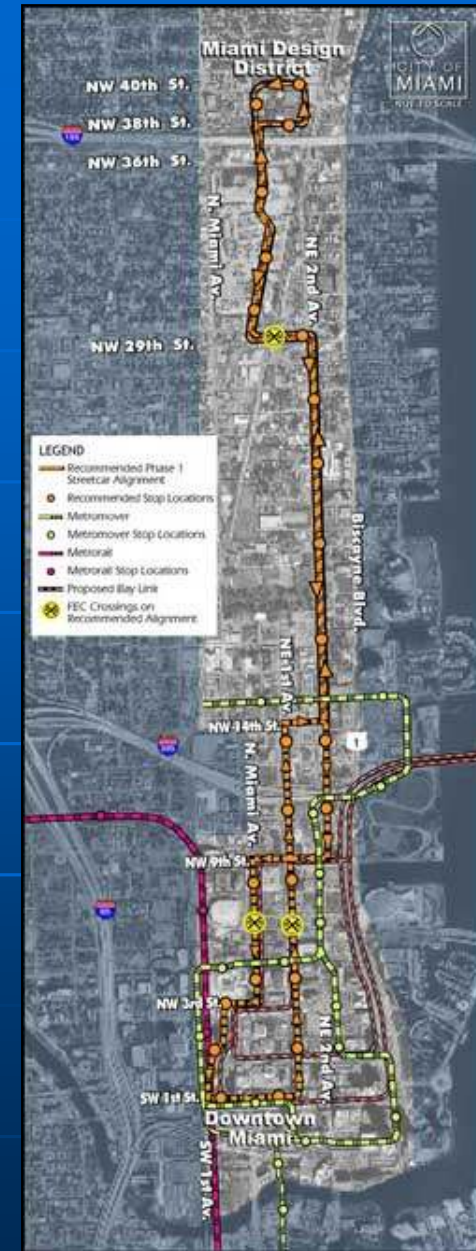 Miami Design
District
CITY OF
MIAMI
NOT TO SCALE
NW 40th St.
NW 38th St.
NW 36th St.
N. Miami Av.
NE 2nd Av.
NW 29th St.
LEGEND
Recommended Phase 1
Streetcar Alignment
Recommended Stop Locations
Metromover
Metromover Stop Locations
Metrorail
Metrorail Stop Locations
Proposed Bay Link
FEC Crossings on
Recommended Alignment
Biscayne Blvd.
NE 1st Av.
NW 14th St.
1
N. Miami Av.
NW 9th St.
NW 3rd St.
NE 2nd Av.
SW 1st St.
Downtown
Miami
SW 1st Av.